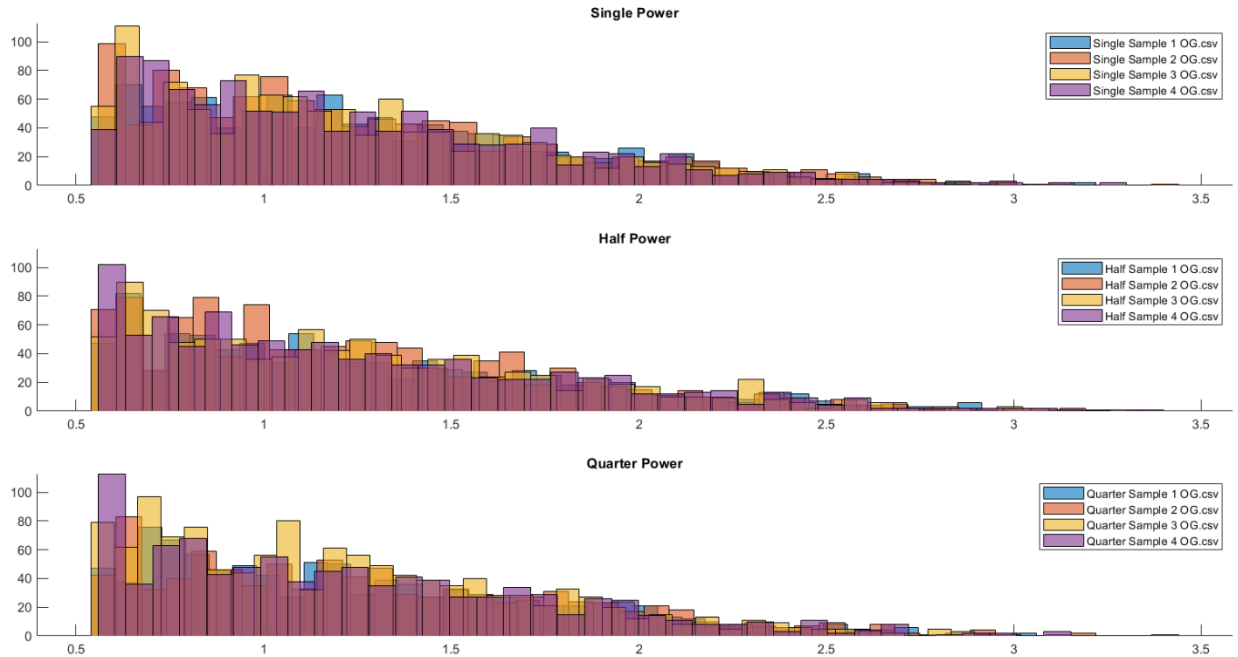 Single Power
100
80
60
40
20
0
0.5 1 1.5 2 2.5 3 3.5
Single Sample 1 OG.csv
Single Sample 2 OG.csv
Single Sample 3 OG.csv
Single Sample 4 OG.csv
Half Power
100
80
60
40
20
0
0.5 1 1.5 2 2.5 3 3.5
Half Sample 1 OG.csv
Half Sample 2 OG.csv
Half Sample 3 OG.csv
Half Sample 4 OG.csv
Quarter Power
100
80
60
40
20
0
0.5 1 1.5 2 2.5 3 3.5
Quarter Sample 1 OG.csv
Quarter Sample 2 OG.csv
Quarter Sample 3 OG.csv
Quarter Sample 4 OG.csv